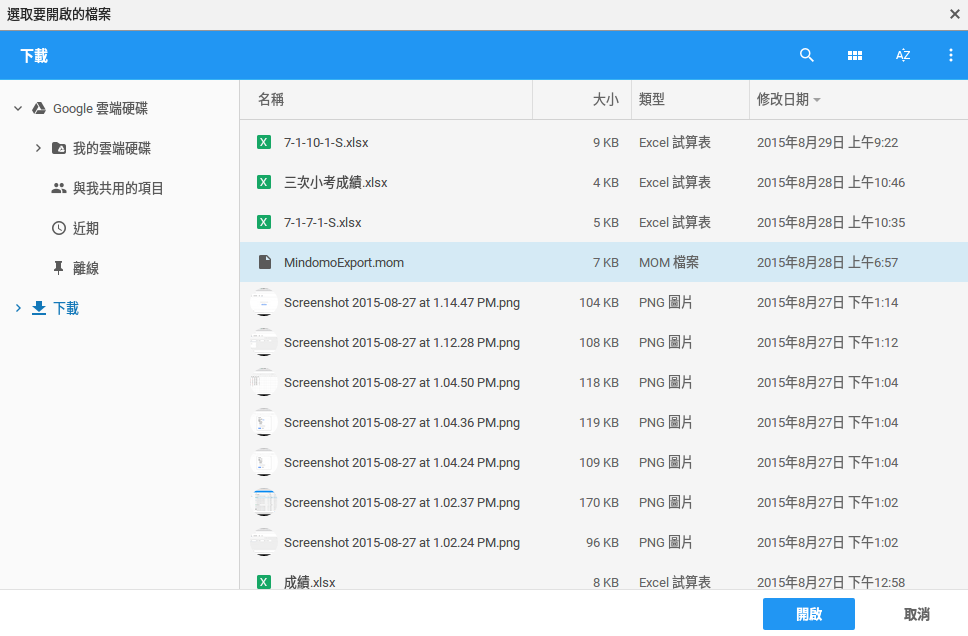 選取要開啟的檔案
下載
AZ
Google 雲端硬碟
我的雲端硬碟
與我共用的項目
近期
離線
下載
名稱 大小 類型 修改日期
7-1-10-1-S.xlsx 9 KB Excel 試算表 2015年8月29日 上午9:22
三次小考成績.xlsx 4 KB Excel 試算表 2015年8月28日 上午10:46
7-1-7-1-S.xlsx 5 KB Excel 試算表 2015年8月28日 上午10:35
MindomoExport.mom 7 KB MOM 檔案 2015年8月28日 上午6:57
Screenshot 2015-08-27 at 1.14.47 PM.png 104 KB PNG 圖片 2015年8月27日 下午1:14
Screenshot 2015-08-27 at 1.12.28 PM.png 108 KB PNG 圖片 2015年8月27日 下午1:12
Screenshot 2015-08-27 at 1.04.50 PM.png 118 KB PNG 圖片 2015年8月27日 下午1:04
Screenshot 2015-08-27 at 1.04.36 PM.png 119 KB PNG 圖片 2015年8月27日 下午1:04
Screenshot 2015-08-27 at 1.04.24 PM.png 109 KB PNG 圖片 2015年8月27日 下午1:04
Screenshot 2015-08-27 at 1.02.37 PM.png 170 KB PNG 圖片 2015年8月27日 下午1:02
Screenshot 2015-08-27 at 1.02.24 PM.png 96 KB PNG 圖片 2015年8月27日 下午1:02
成績.xlsx 8 KB Excel 試算表 2015年8月27日 下午12:58
開啟 取消